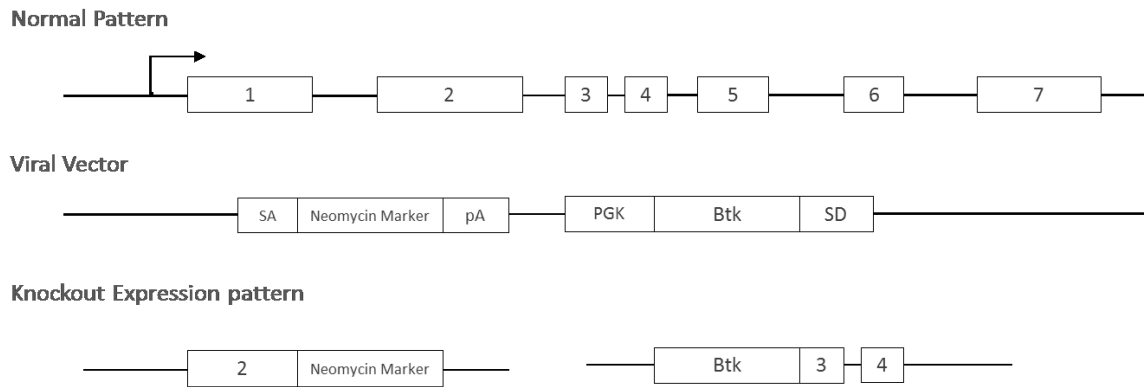 Normal Pattern
1 2 3 4 5 6 7
Viral Vector
SA Neomycin Marker pA PGK Btk SD
Knockout Expression pattern
2 Neomycin Marker Btk 3 4